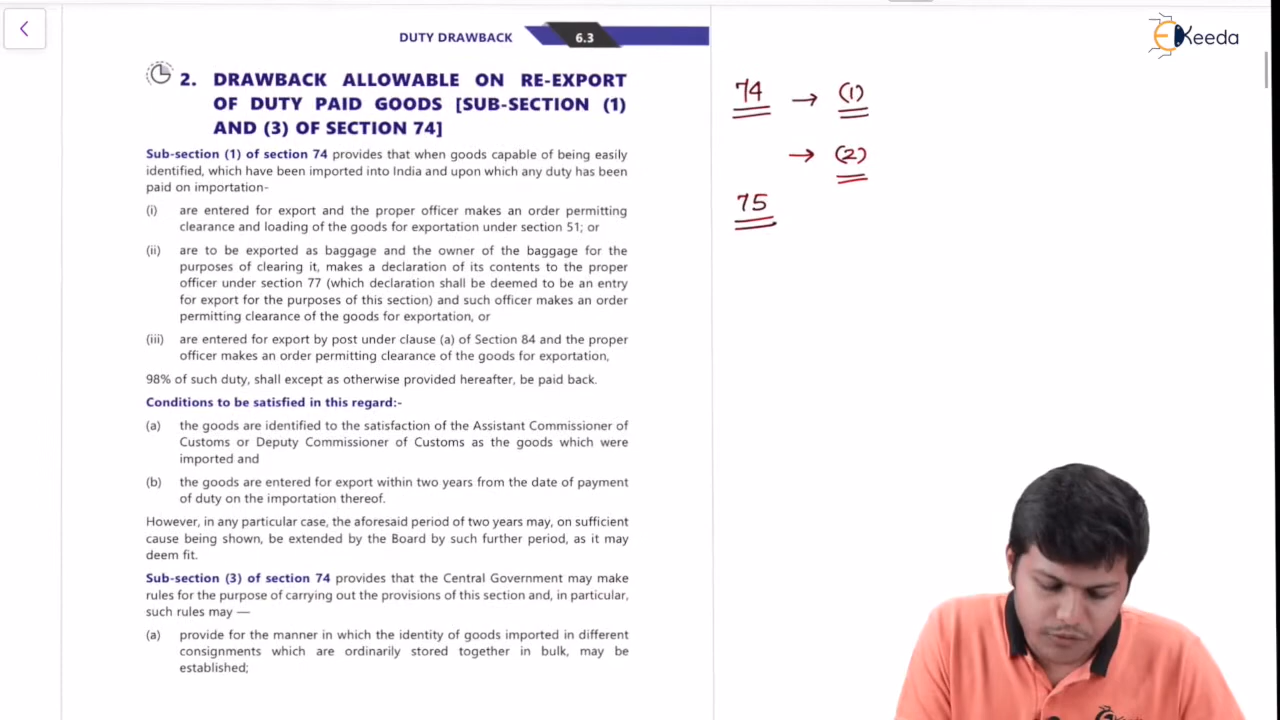 DUTY DRAWBACK 6.3
2. DRAWBACK ALLOWABLE ON RE-EXPORT
OF DUTY PAID GOODS [SUB-SECTION (1)
AND (3) OF SECTION 74]
Sub-section (1) of section 74 provides that when goods capable of being easily
identified, which have been imported into India and upon which any duty has been
paid on importation-
(i) are entered for export and the proper officer makes an order permitting
clearance and loading of the goods for exportation under section 51; or
(ii) are to be exported as baggage and the owner of the baggage for the
purposes of clearing it, makes a declaration of its contents to the proper
officer under section 77 (which declaration shall be deemed to be an entry
for export for the purposes of this section) and such officer makes an order
permitting clearance of the goods for exportation, or
(iii) are entered for export by post under clause (a) of Section 84 and the proper
officer makes an order permitting clearance of the goods for exportation,
98% of such duty, shall except as otherwise provided hereafter, be paid back.
Conditions to be satisfied in this regard:-
(a) the goods are identified to the satisfaction of the Assistant Commissioner of
Customs or Deputy Commissioner of Customs as the goods which were
imported and
(b) the goods are entered for export within two years from the date of payment
of duty on the importation thereof.
However, in any particular case, the aforesaid period of two years may, on sufficient
cause being shown, be extended by the Board by such further period, as it may
deem fit.
Sub-section (3) of section 74 provides that the Central Government may make
rules for the purpose of carrying out the provisions of this section and, in particular,
such rules may —
(a) provide for the manner in which the identity of goods imported in different
consignments which are ordinarily stored together in bulk, may be
established;
74 → (1)
→ (2)
75
eKeeda